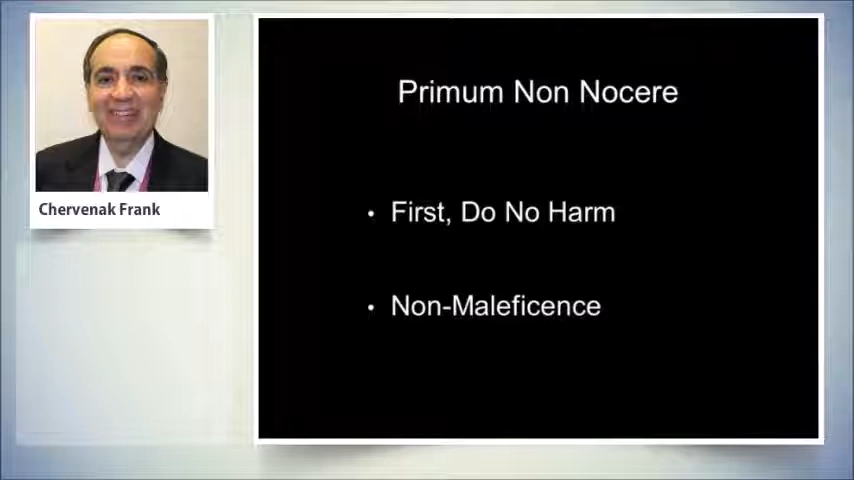 Chervenak Frank
Primum Non Nocere
• First, Do No Harm
• Non-Maleficence